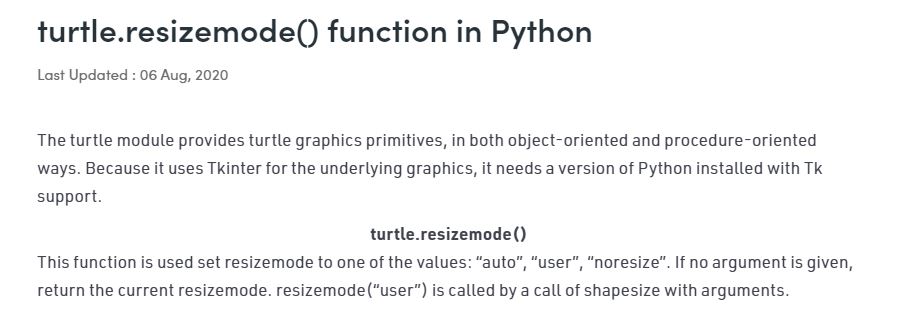 turtle.resizemode() function in Python
Last Updated : 06 Aug, 2020
The turtle module provides turtle graphics primitives, in both object-oriented and procedure-oriented
ways. Because it uses Tkinter for the underlying graphics, it needs a version of Python installed with Tk
support.
turtle.resizemode()
This function is used set resizemode to one of the values: “auto”, “user”, “noresize”. If no argument is given,
return the current resizemode. resizemode(“user”) is called by a call of shapesize with arguments.